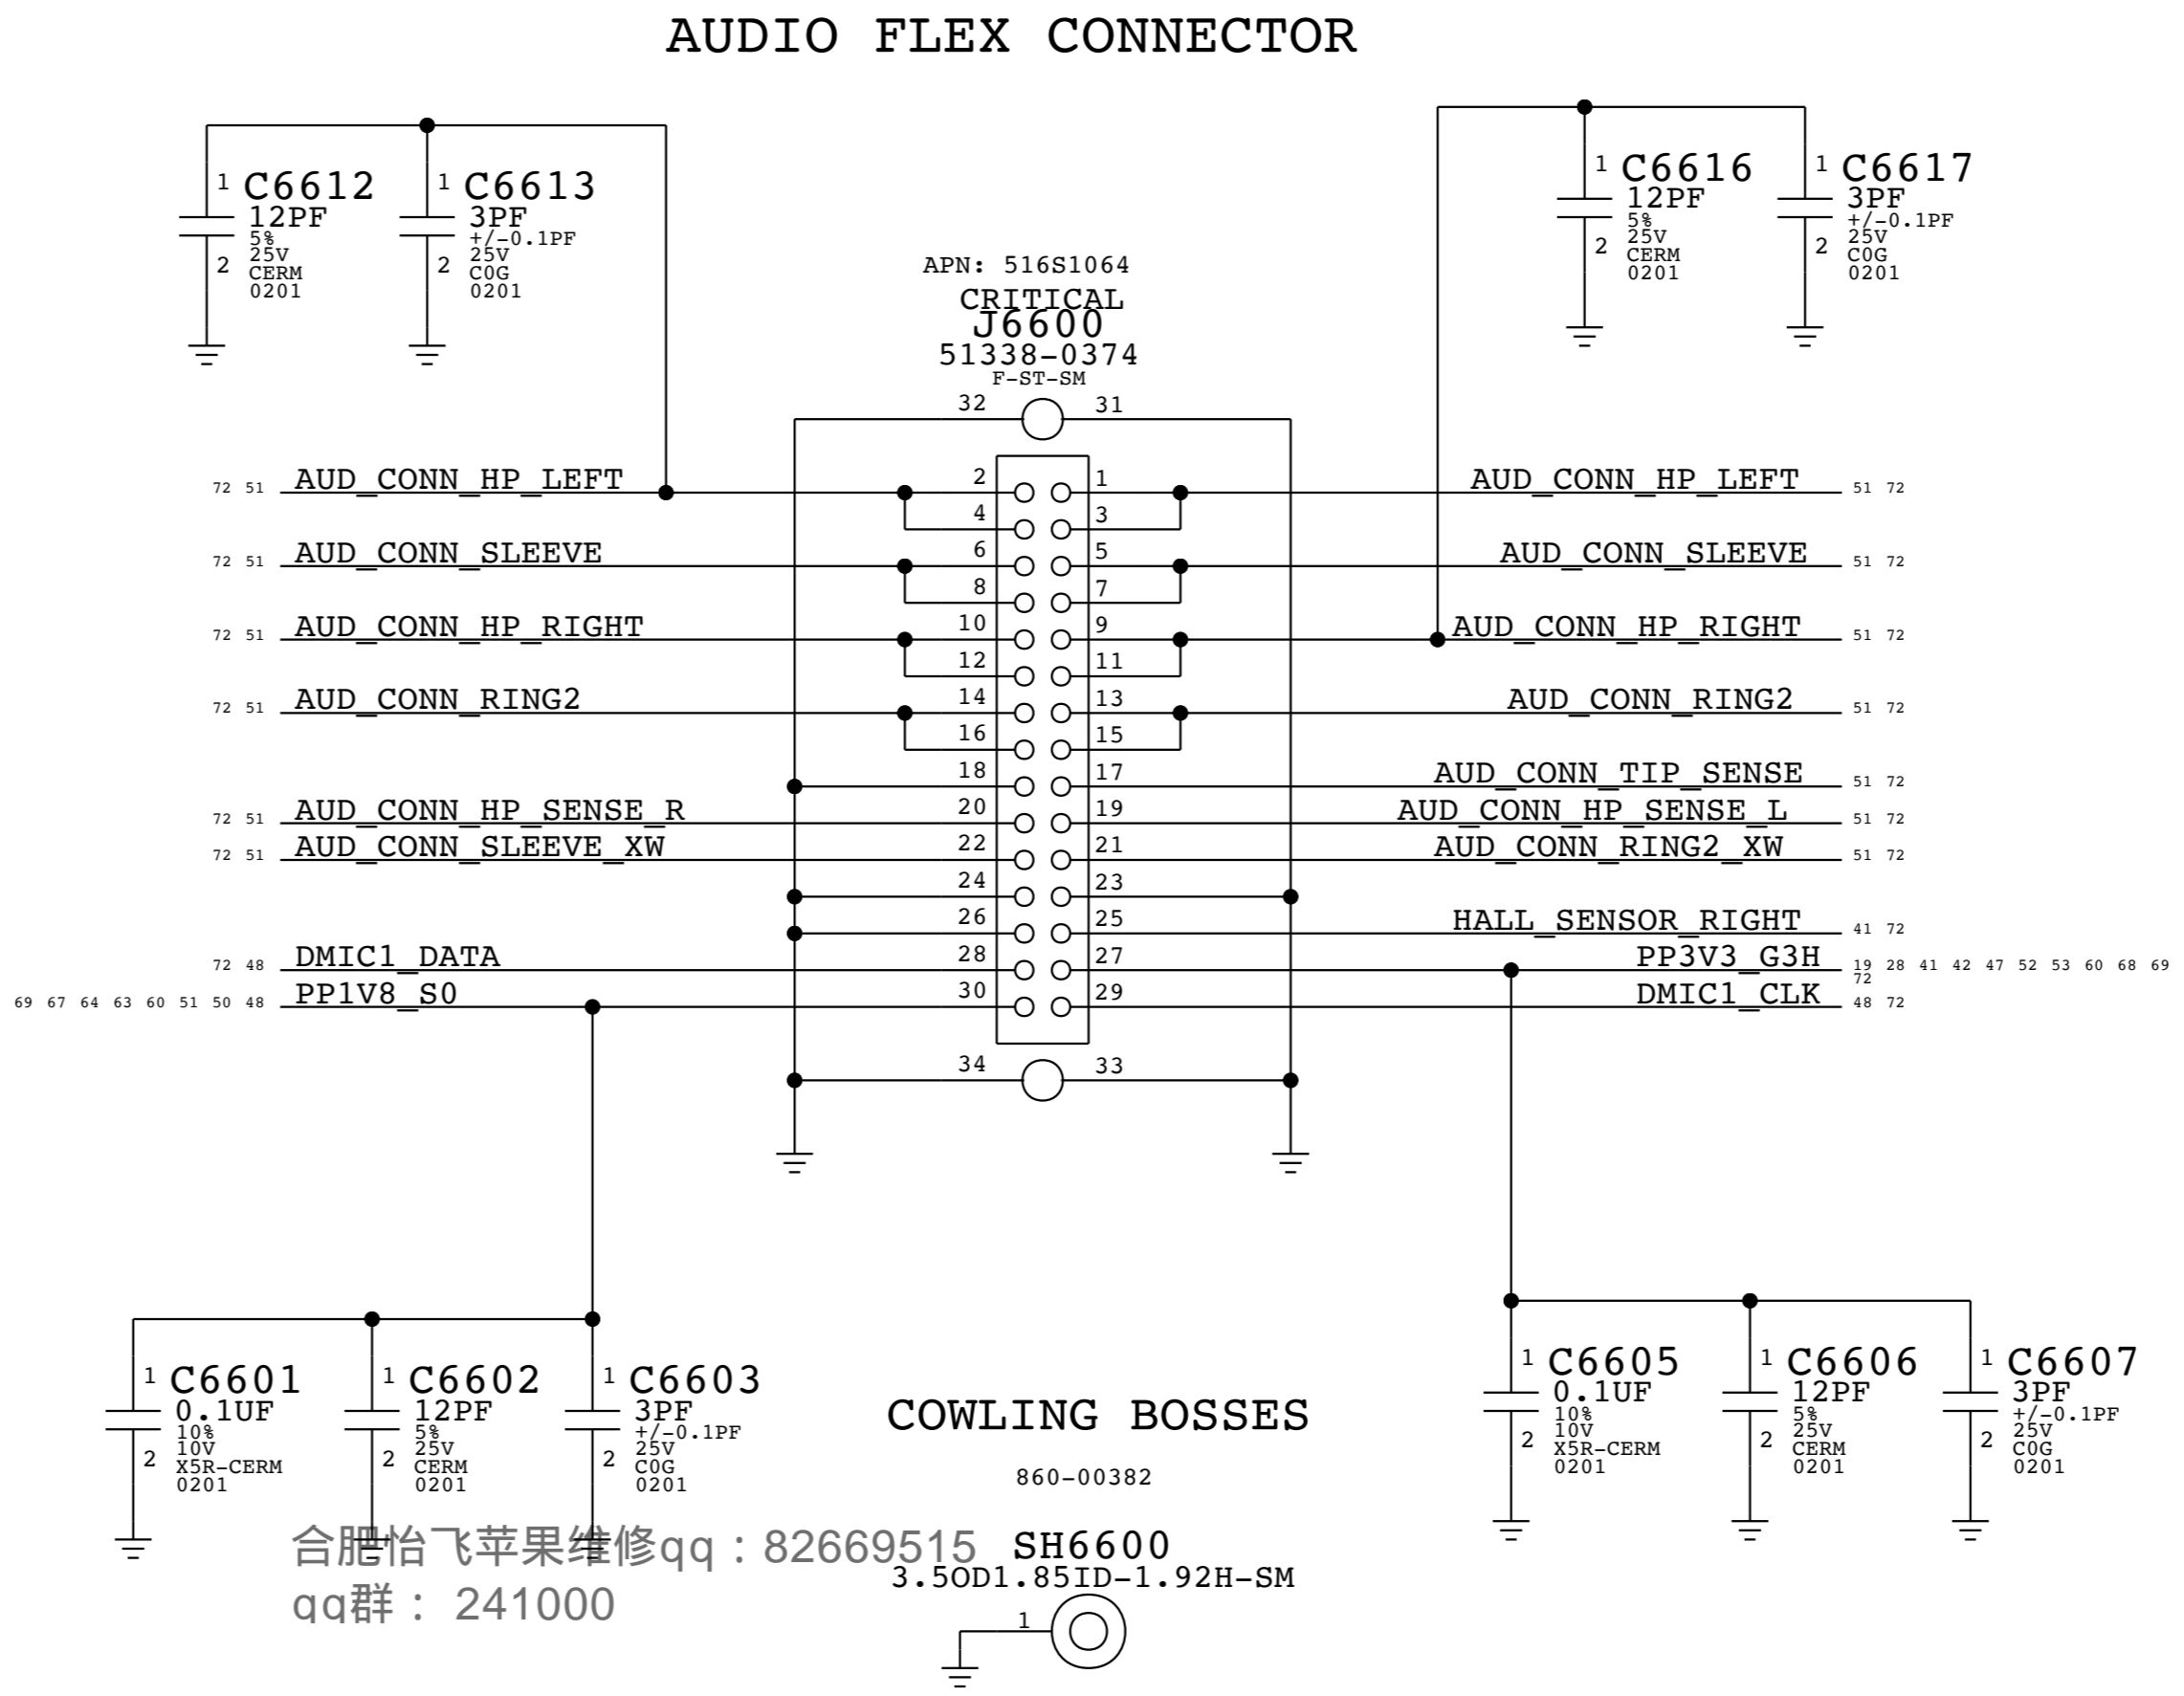 AUDIO FLEX CONNECTOR
1 C6612
12PF
5%
25V
2 CERM
0201
1 C6613
3PF
+/-0.1PF
25V
2 C0G
0201
1 C6616
12PF
5%
25V
2 CERM
0201
1 C6617
3PF
+/-0.1PF
25V
2 C0G
0201
APN: 516S1064
CRITICAL
J6600
51338-0374
F-ST-SM
32 31
72 51 AUD_CONN_HP_LEFT 2 1 AUD_CONN_HP_LEFT 51 72
4 3
72 51 AUD_CONN_SLEEVE 6 5 AUD_CONN_SLEEVE 51 72
8 7
72 51 AUD_CONN_HP_RIGHT 10 9 AUD_CONN_HP_RIGHT 51 72
12 11
72 51 AUD_CONN_RING2 14 13 AUD_CONN_RING2 51 72
16 15
18 17 AUD_CONN_TIP_SENSE 51 72
72 51 AUD_CONN_HP_SENSE_R 20 19 AUD_CONN_HP_SENSE_L 51 72
72 51 AUD_CONN_SLEEVE_XW 22 21 AUD_CONN_RING2_XW 51 72
24 23
26 25 HALL_SENSOR_RIGHT 41 72
72 48 DMIC1_DATA 28 27 PP3V3_G3H 19 28 41 42 47 52 53 60 68 69
72
69 67 64 63 60 51 50 48 PP1V8_S0 30 29 DMIC1_CLK 48 72
34 33
1 C6601
0.1UF
10%
10V
2 X5R-CERM
0201
1 C6602
12PF
5%
25V
2 CERM
0201
1 C6603
3PF
+/-0.1PF
25V
2 C0G
0201
1 C6605
0.1UF
10%
10V
2 X5R-CERM
0201
1 C6606
12PF
5%
25V
2 CERM
0201
1 C6607
3PF
+/-0.1PF
25V
2 C0G
0201
COWLING BOSSES
860-00382
SH6600
3.5OD1.85ID-1.92H-SM
1
合肥怡飞苹果维修qq：82669515
qq群： 241000